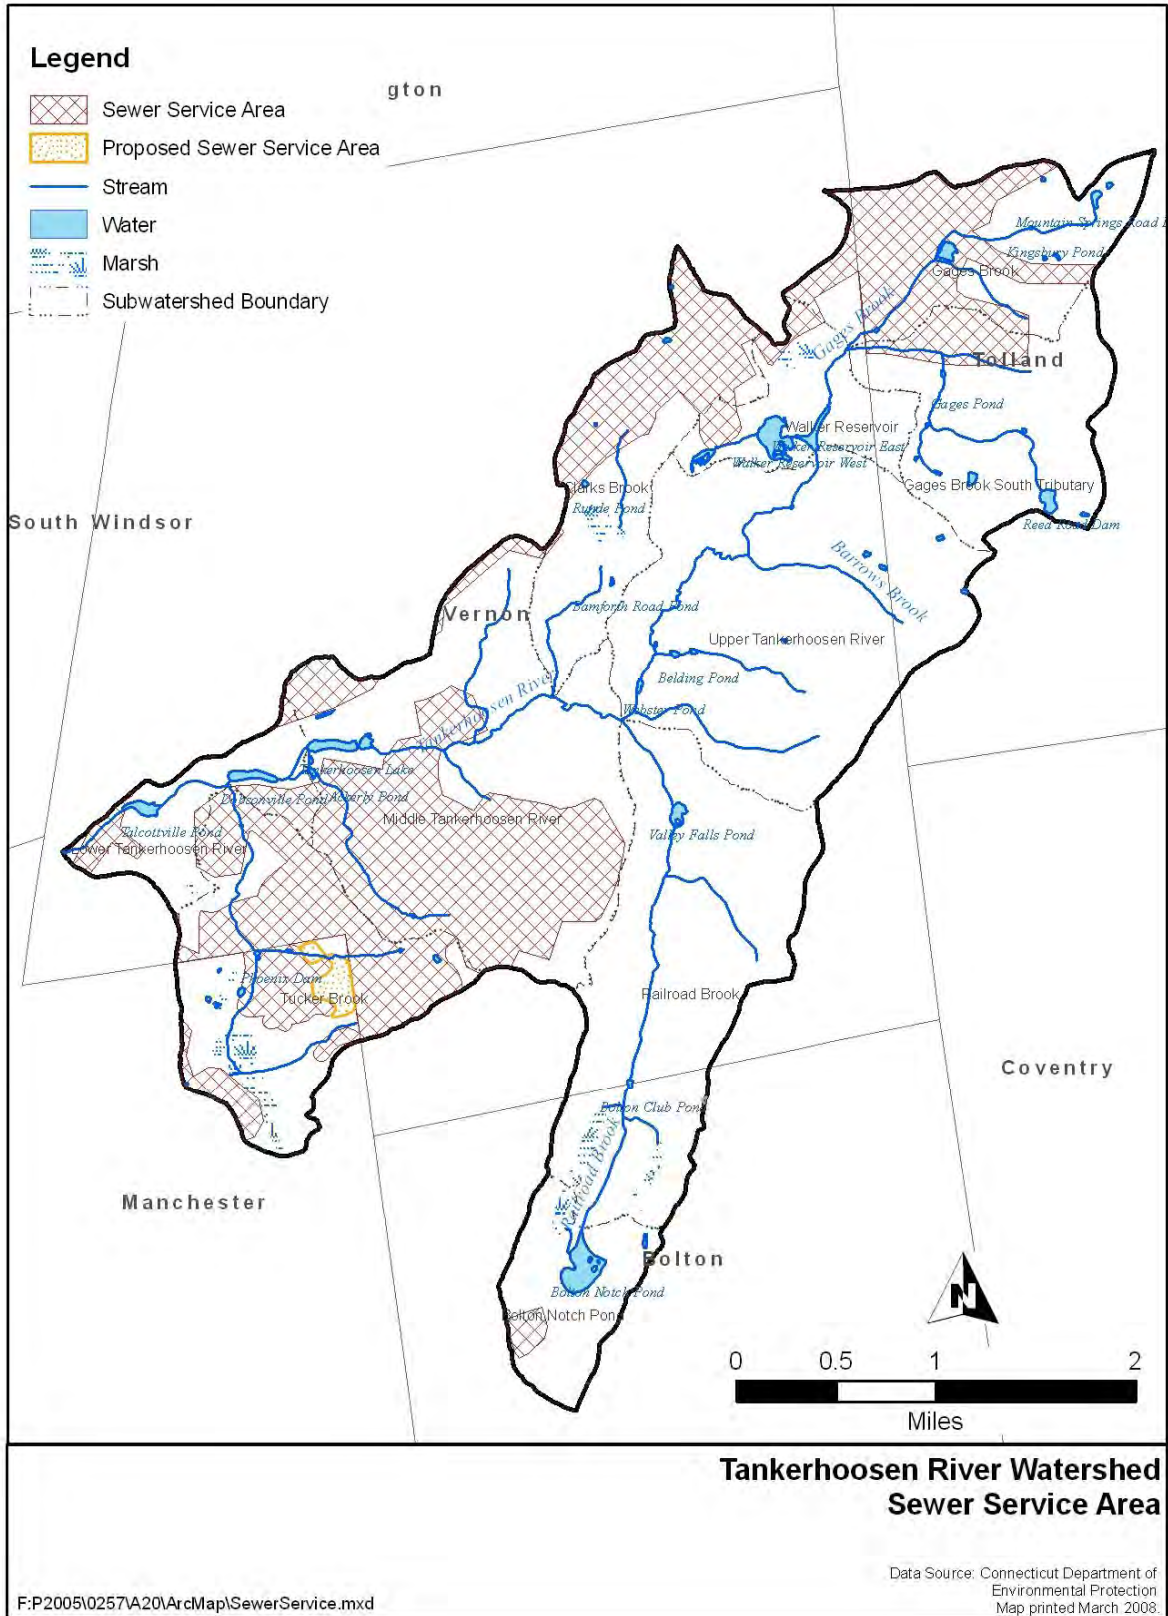 Legend
Sewer Service Area
Proposed Sewer Service Area
Stream
Water
Marsh
Subwatershed Boundary
gton
Mountain Springs Road
Kingsbury Pond
Gages Brook
Gages Brook
Tolland
Gages Pond
Walker Reservoir
Walker Reservoir East
Walker Reservoir West
Gages Brook South Tributary
Reed Road Dam
Clarks Brook
Pond
South Windsor
Barrows Brook
Vernon
Bamforth Road Pond
Upper Tankerhoosen River
Belding Pond
Webster Pond
Tankerhoosen River
Tankerhoosen Lake
Dobsonville Pond
Ackerly Pond
Middle Tankerhoosen River
Talcottville Pond
Lower Tankerhoosen River
Valley Falls Pond
Phoenix Dam
Tucker Brook
Railroad Brook
Coventry
Bolton Club Pond
Railroad Brook
Manchester
Bolton
Bolton Notch Pond
Bolton Notch Pond
N
0 0.5 1 2
Miles
Tankerhoosen River Watershed
Sewer Service Area
Data Source: Connecticut Department of
Environmental Protection
Map printed March 2008.
F:P2005\0257\A20\ArcMap\SewerService.mxd